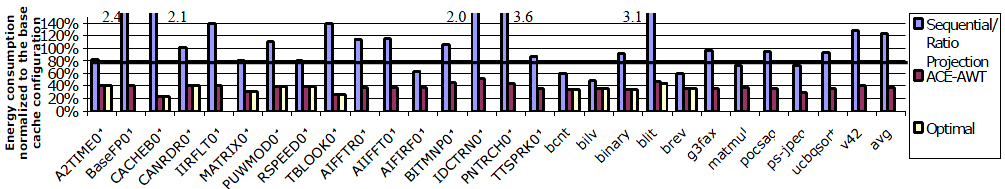 Energy consumption
normalized to the base
cache configuration
140%
120%
100%
80%
60%
40%
20%
0%
2.4
2.1
2.0
3.6
3.1
A2TIME0*
BaseFP0*
CACHEB0*
CANRDR0*
IIRFLT0*
MATRIX0*
PUWMOD0*
RSPEED0*
TBLOOK0*
AIFFTR0*
AIIFFT0*
AIFIRF0*
BITMNP0*
IDCTRN0*
PNTRCH0*
TTSPRK0*
bcnt
bilv
binary
blit
brev
g3fax
matmul
pocsag
ps-jpeg
ucbqsort
v42
avg
Sequential/
Ratio
Projection
ACE-AWT
Optimal